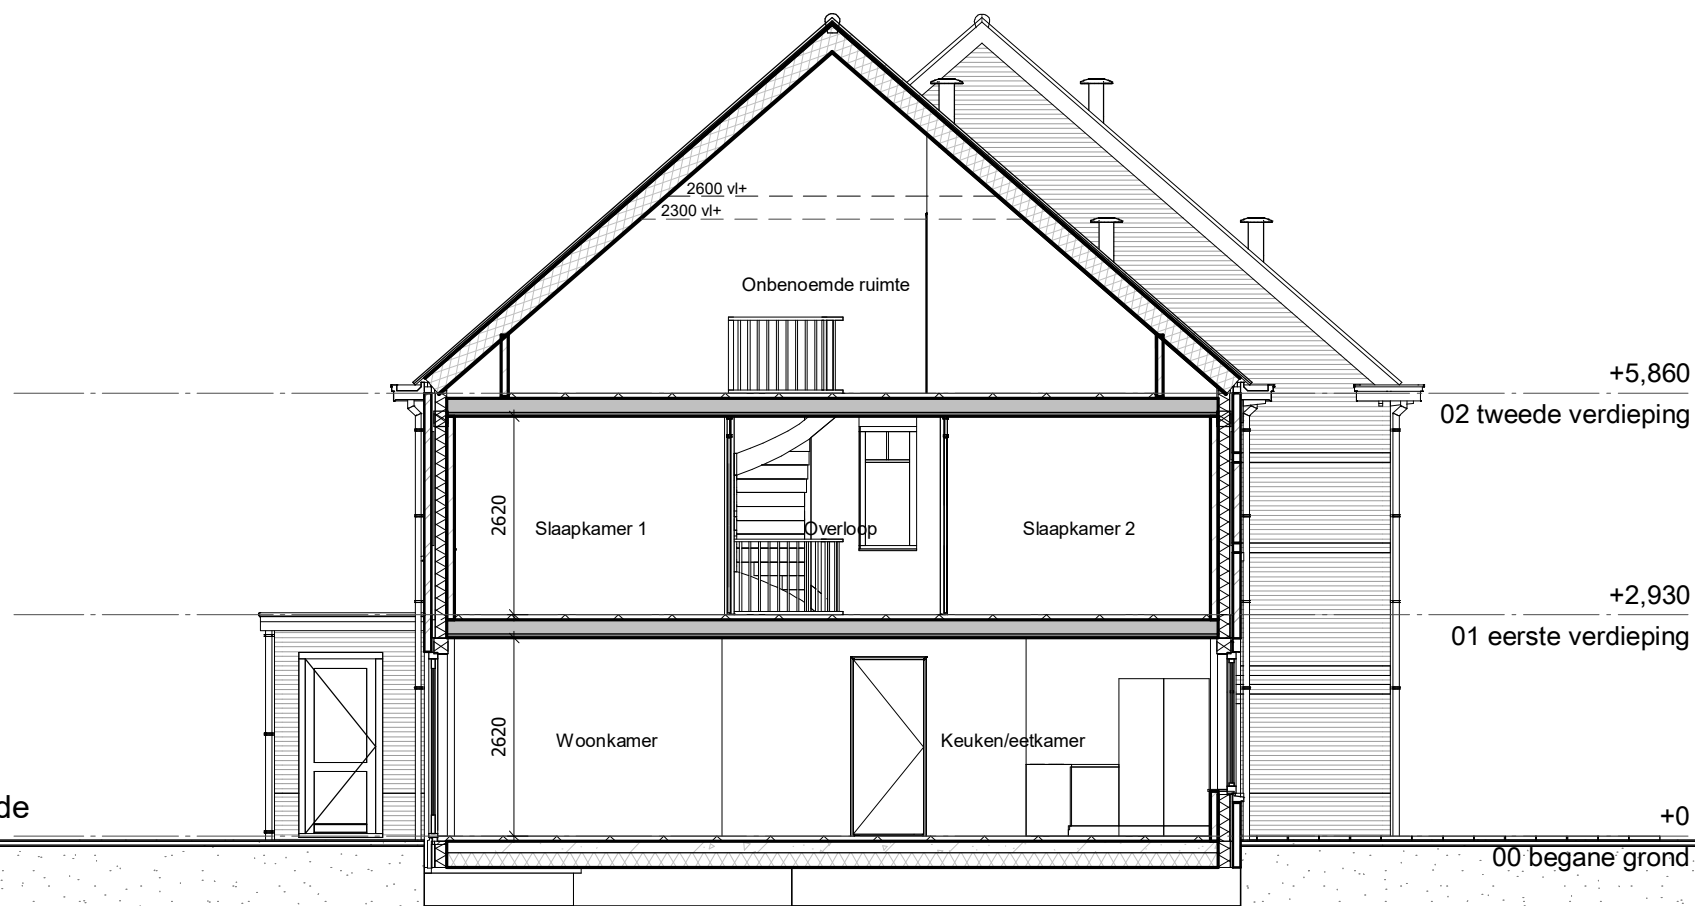 2600 vl+
2300 vl+
Onbenoemde ruimte
+5,860
02 tweede verdieping
2620
Slaapkamer 1
Overloop
Slaapkamer 2
+2,930
01 eerste verdieping
2620
Woonkamer
Keuken/eetkamer
de
+0
00 begane grond